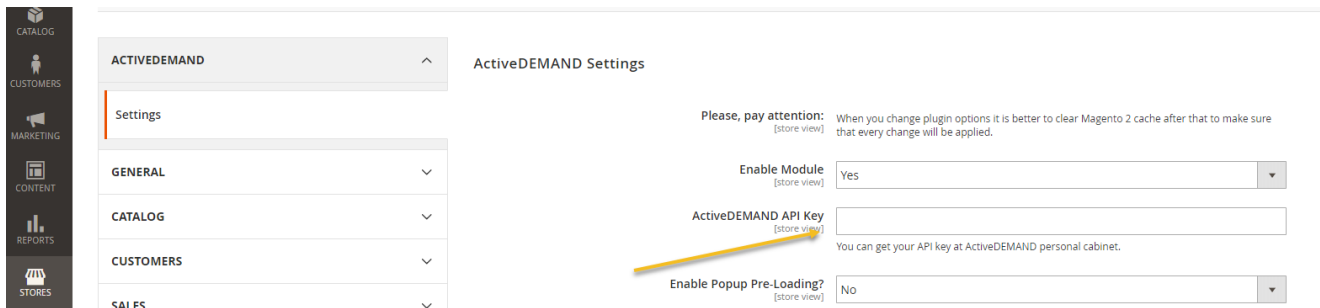 CATALOG
CUSTOMERS
MARKETING
CONTENT
REPORTS
STORES
ACTIVEDEMAND
Settings
GENERAL
CATALOG
CUSTOMERS
SALES
ActiveDEMAND Settings
Please, pay attention:
[store view]
When you change plugin options it is better to clear Magento 2 cache after that to make sure
that every change will be applied.
Enable Module
[store view]
Yes
ActiveDEMAND API Key
[store view]
You can get your API key at ActiveDEMAND personal cabinet.
Enable Popup Pre-Loading?
[store view]
No